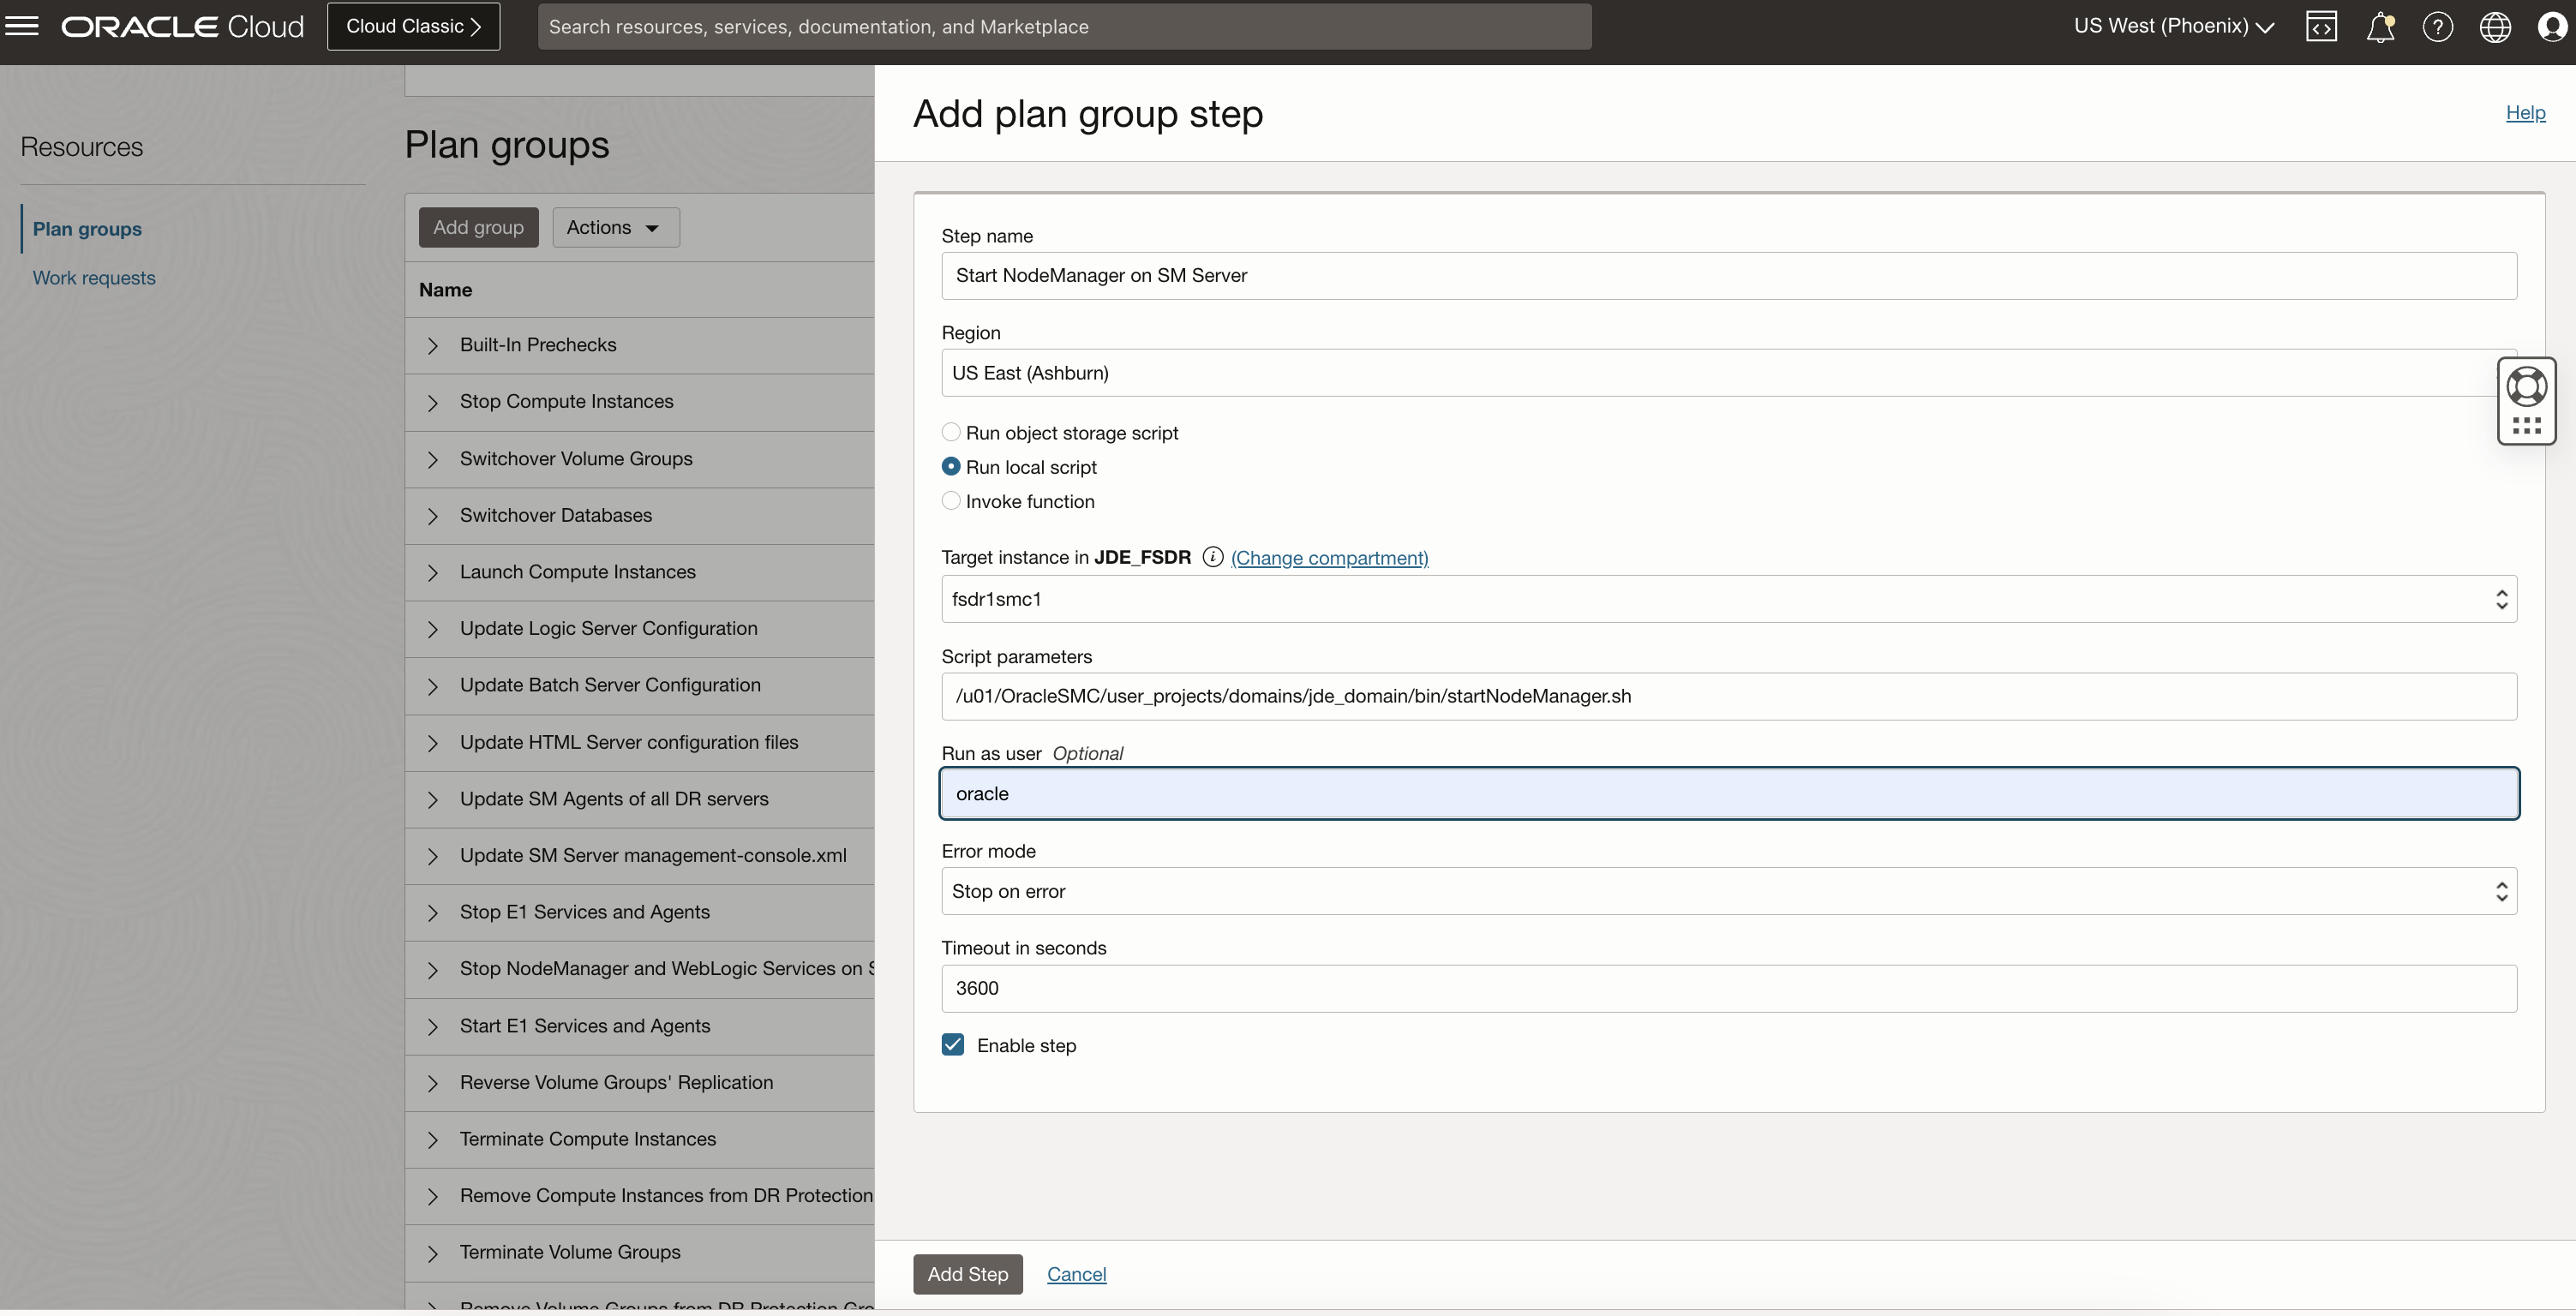 ORACLE Cloud
Cloud Classic
Search resources, services, documentation, and Marketplace
US West (Phoenix)
Resources
Plan groups
Work requests
Plan groups
Add group
Actions
Name
Built-In Prechecks
Stop Compute Instances
Switchover Volume Groups
Switchover Databases
Launch Compute Instances
Update Logic Server Configuration
Update Batch Server Configuration
Update HTML Server configuration files
Update SM Agents of all DR servers
Update SM Server management-console.xml
Stop E1 Services and Agents
Stop NodeManager and WebLogic Services on
Start E1 Services and Agents
Reverse Volume Groups' Replication
Terminate Compute Instances
Remove Compute Instances from DR Protection
Terminate Volume Groups
Remove Volume Groups from DR Protection
Add plan group step
Help
Step name
Start NodeManager on SM Server
Region
US East (Ashburn)
Run object storage script
Run local script
Invoke function
Target instance in JDE_FSDR (Change compartment)
fsdr1smc1
Script parameters
/u01/OracleSMC/user_projects/domains/jde_domain/bin/startNodeManager.sh
Run as user Optional
oracle
Error mode
Stop on error
Timeout in seconds
3600
Enable step
Add Step
Cancel